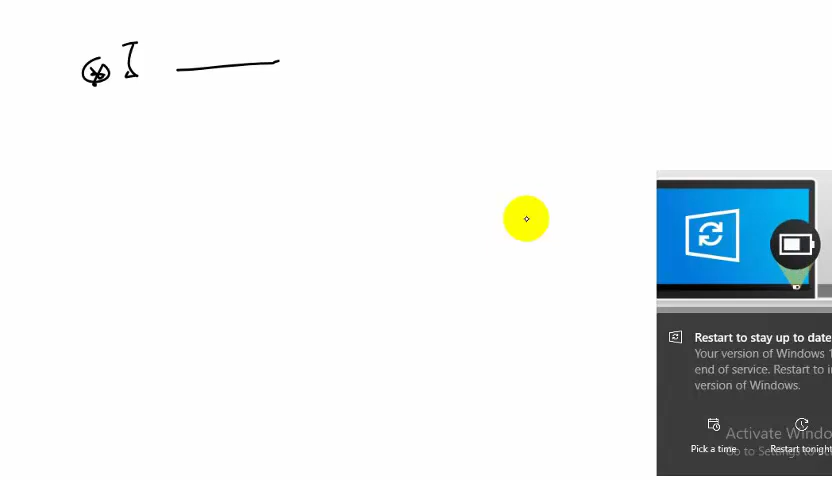 I
Restart to stay up to date
Your version of Windows 1
end of service. Restart to i
version of Windows.
Activate Windo
Pick a time
Restart tonight